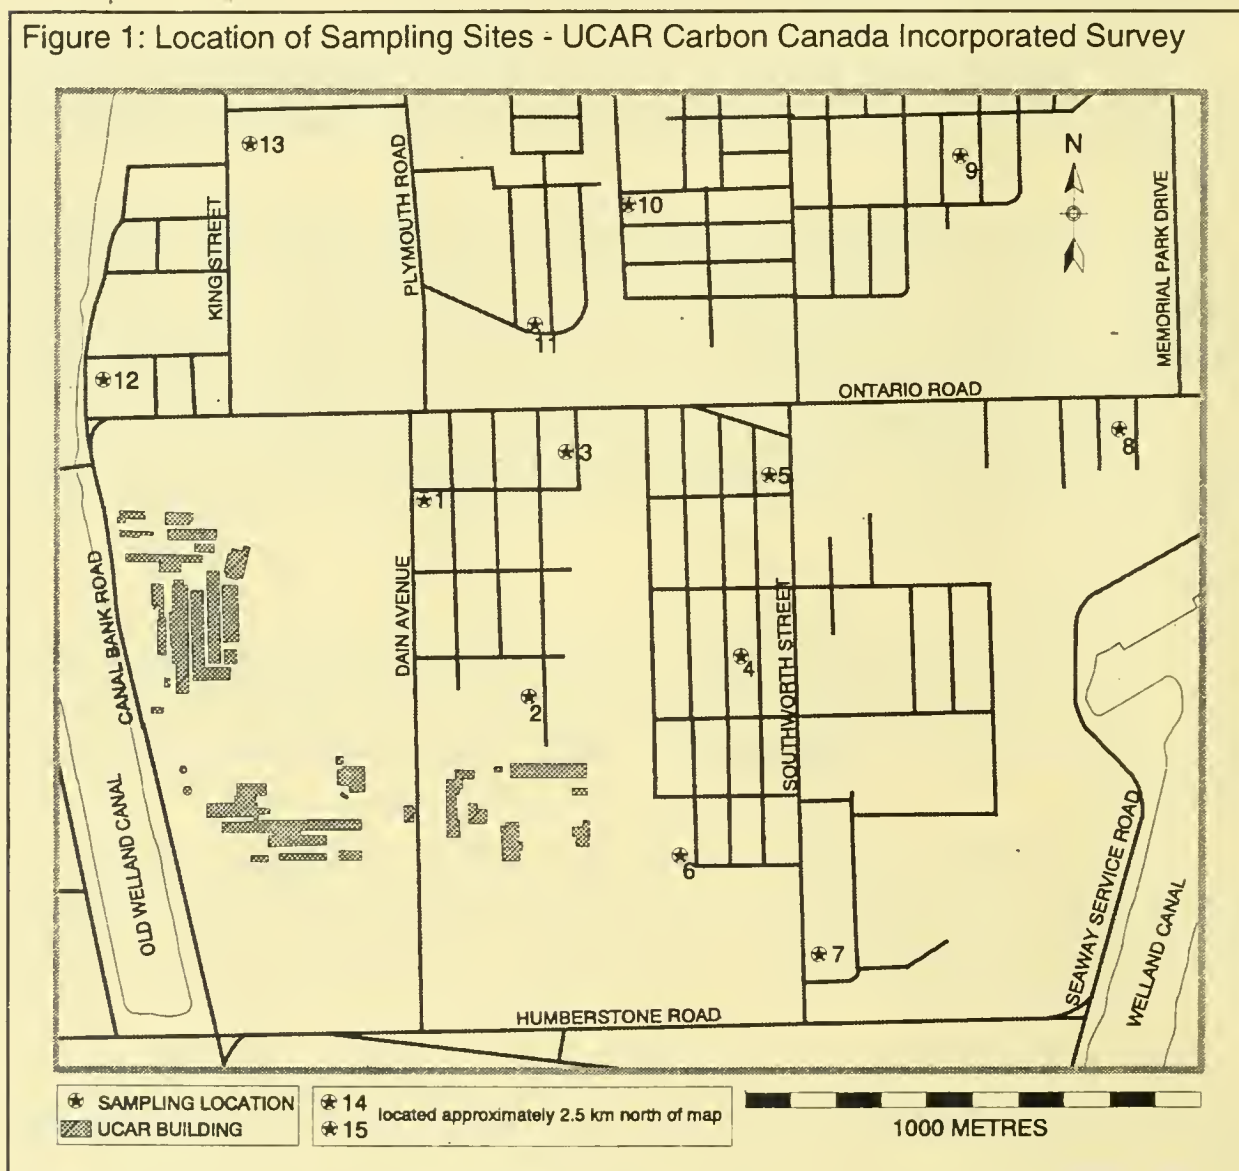 Figure 1: Location of Sampling Sites - UCAR Carbon Canada Incorporated Survey
13
KING STREET
PLYMOUTH ROAD
10
9
N
MEMORIAL PARK DRIVE
11
12
ONTARIO ROAD
3
1
5
8
CANAL BANK ROAD
DAIN AVENUE
SOUTHWORTH STREET
4
2
OLD WELLAND CANAL
6
7
SEAWAY SERVICE ROAD
WELLAND CANAL
HUMBERSTONE ROAD
SAMPLING LOCATION
UCAR BUILDING
14
15
located approximately 2.5 km north of map
1000 METRES